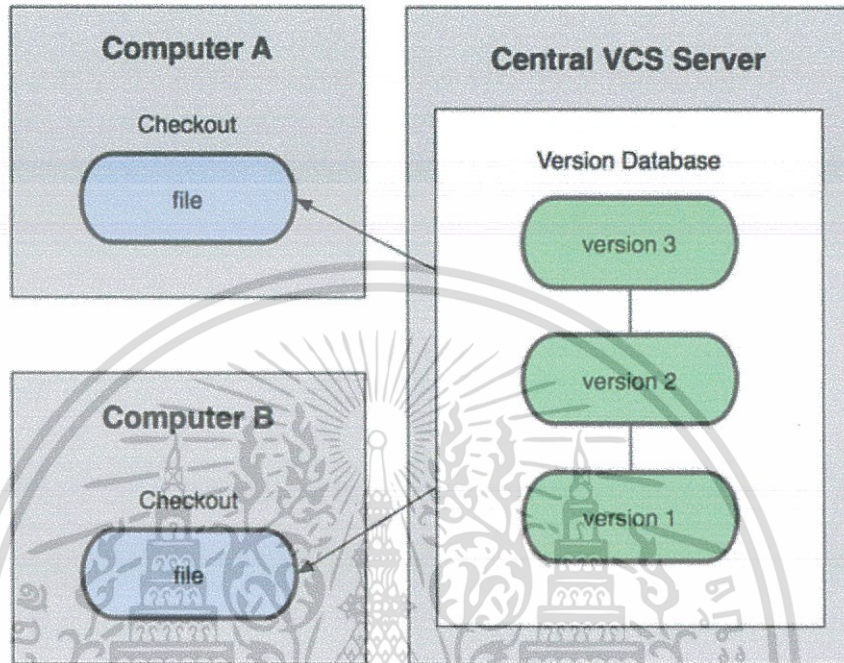 Computer A
Checkout
file
Computer B
Checkout
file
Central VCS Server
Version Database
version 3
version 2
version 1